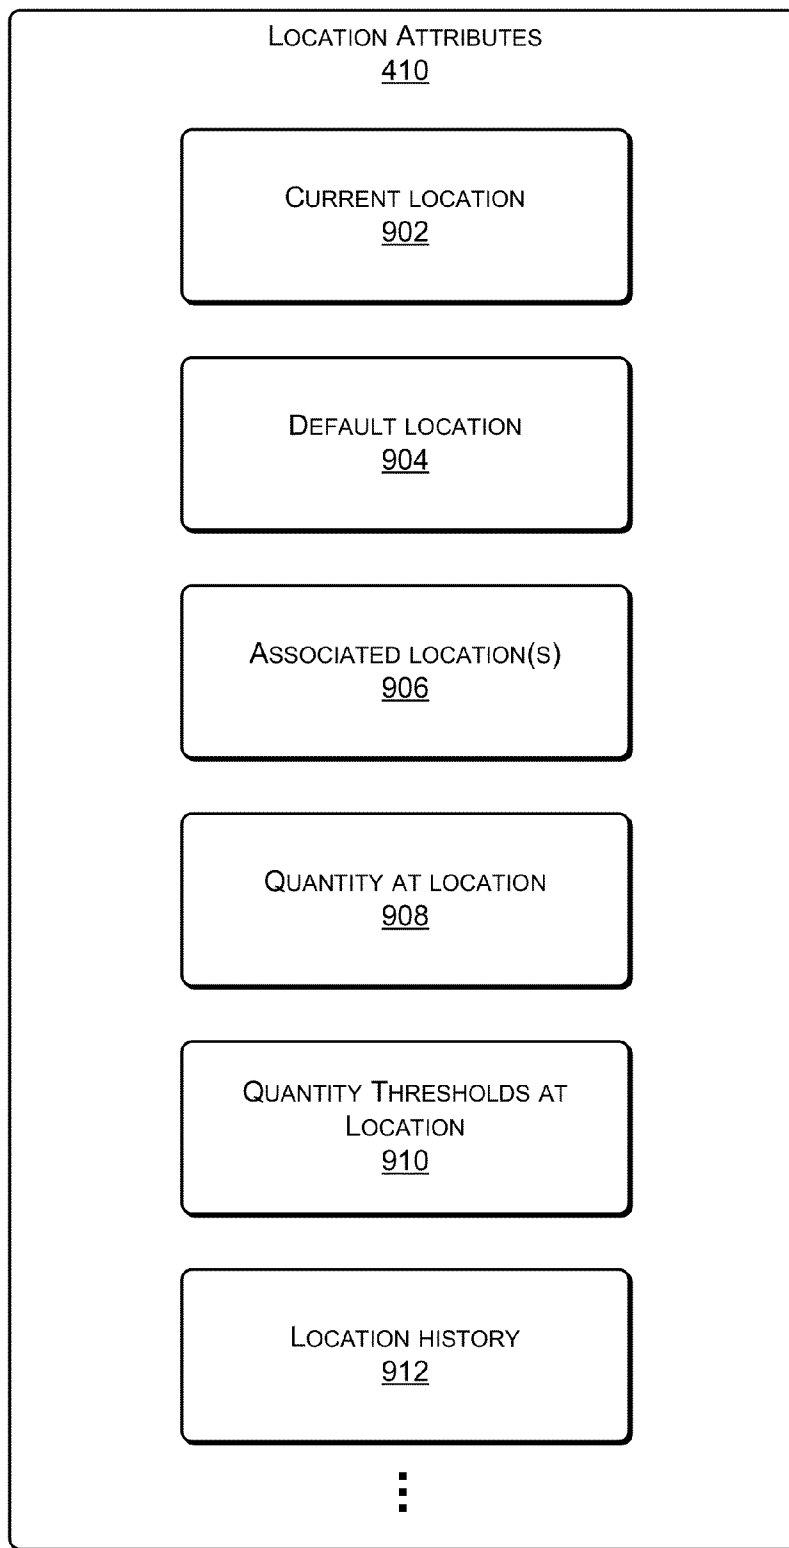 LOCATION ATTRIBUTES
410
CURRENT LOCATION
902
DEFAULT LOCATION
904
ASSOCIATED LOCATION(S)
906
QUANTITY AT LOCATION
908
QUANTITY THRESHOLDS AT
LOCATION
910
LOCATION HISTORY
912